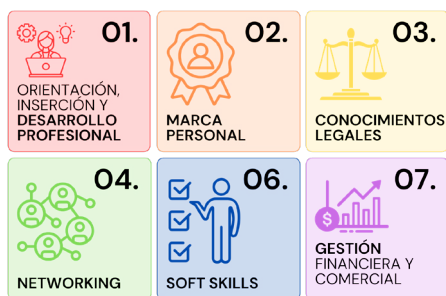 01.
ORIENTACIÓN,
INSERCIÓN Y
DESARROLLO
PROFESIONAL
02.
MARCA
PERSONAL
03.
CONOCIMIENTOS
LEGALES
04.
NETWORKING
06.
SOFT SKILLS
07.
$
GESTIÓN
FINANCIERA Y
COMERCIAL